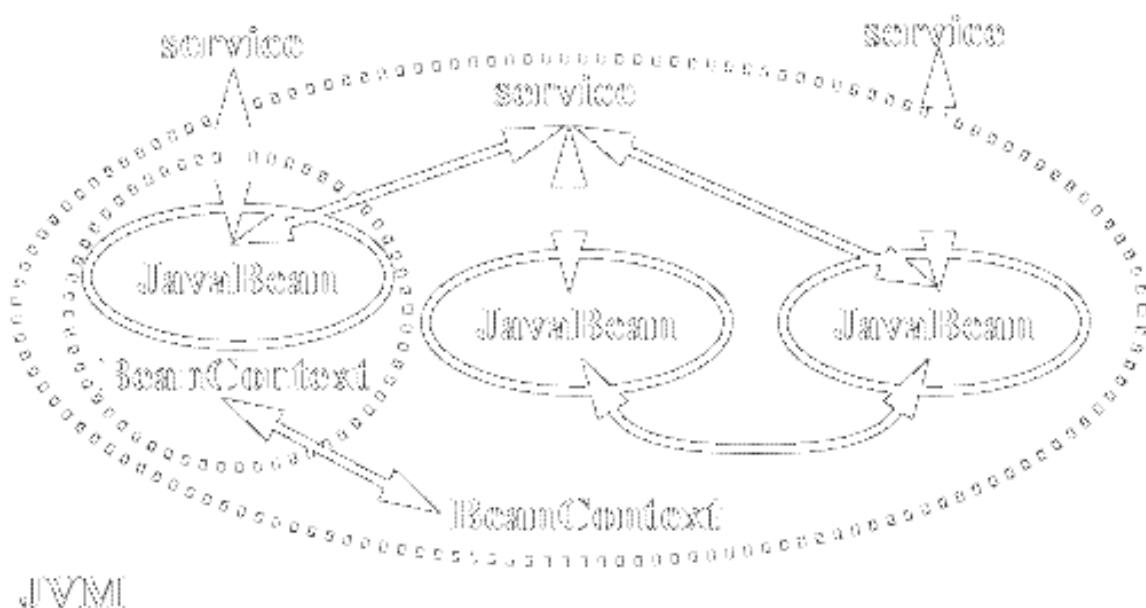 service
service
service
JavaBean
JavaBean
JavaBean
BeanContext
BeanContext
JVM